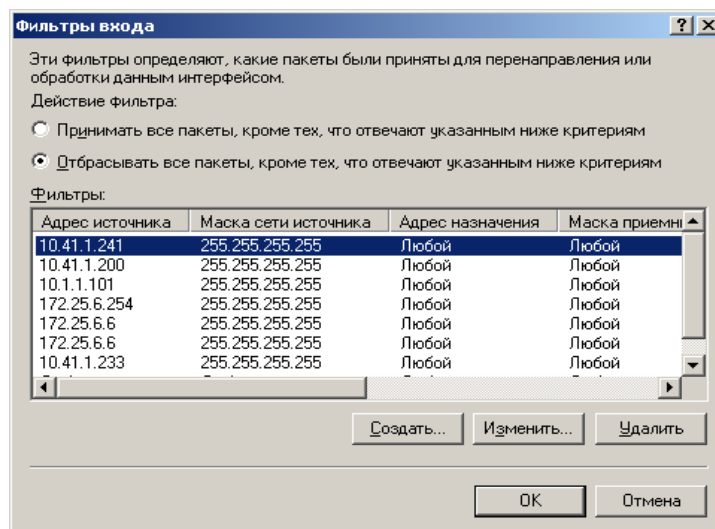 Фильтры входа
Эти фильтры определяют, какие пакеты были приняты для перенаправления или
обработки данным интерфейсом.
Действие фильтра:
Принимать все пакеты, кроме тех, что отвечают указанным ниже критериям
Отбрасывать все пакеты, кроме тех, что отвечают указанным ниже критериям
Фильтры:
Адрес источника Маска сети источника Адрес назначения Маска
10.41.1.241 255.255.255.255 Любой Любой
10.41.1.200 255.255.255.255 Любой Любой
10.1.1.101 255.255.255.255 Любой Любой
172.25.6.254 255.255.255.255 Любой Любой
172.25.6.6 255.255.255.255 Любой Любой
172.25.6.6 255.255.255.255 Любой Любой
10.41.1.233 255.255.255.255 Любой Любой
Создать... Изменить... Удалить
OK Отмена